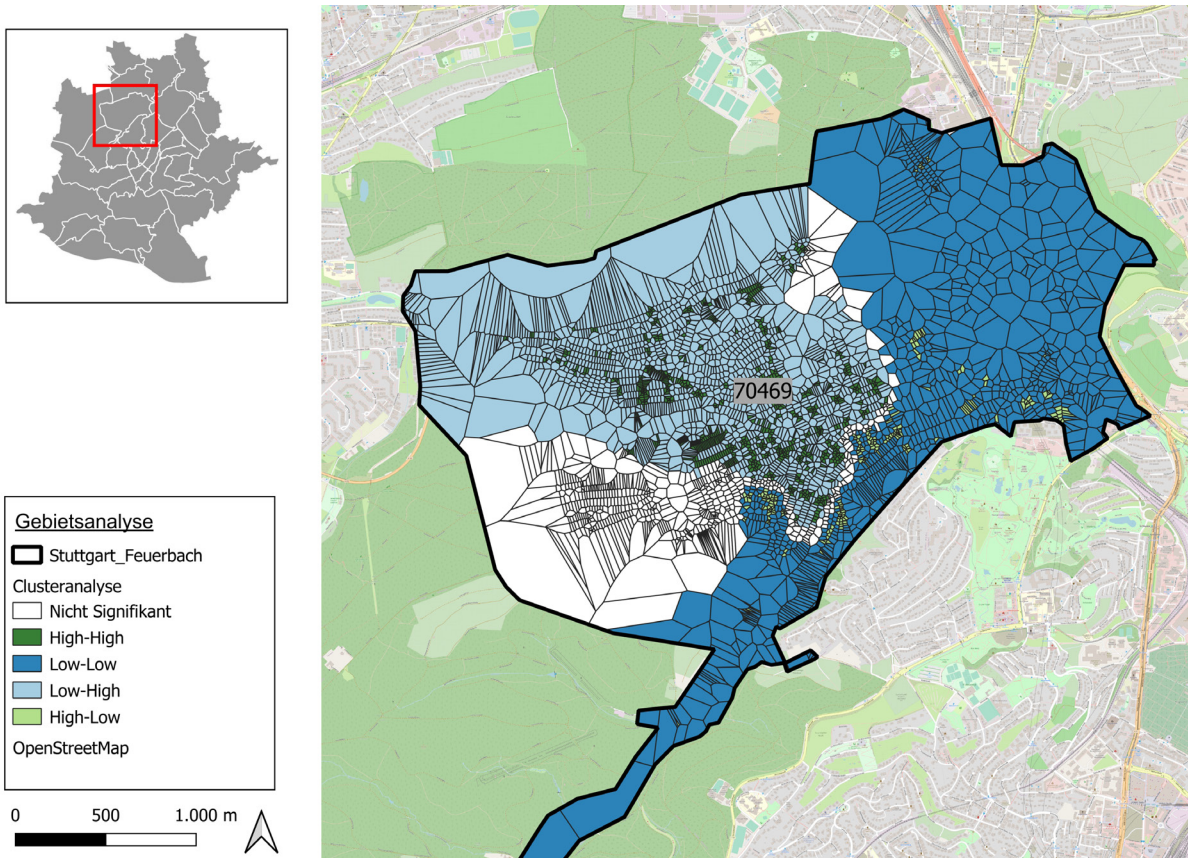 70469
Gebietsanalyse
Stuttgart_Feuerbach
Clusteranalyse
Nicht Signifikant
High-High
Low-Low
Low-High
High-Low
OpenStreetMap
0 500 1.000 m